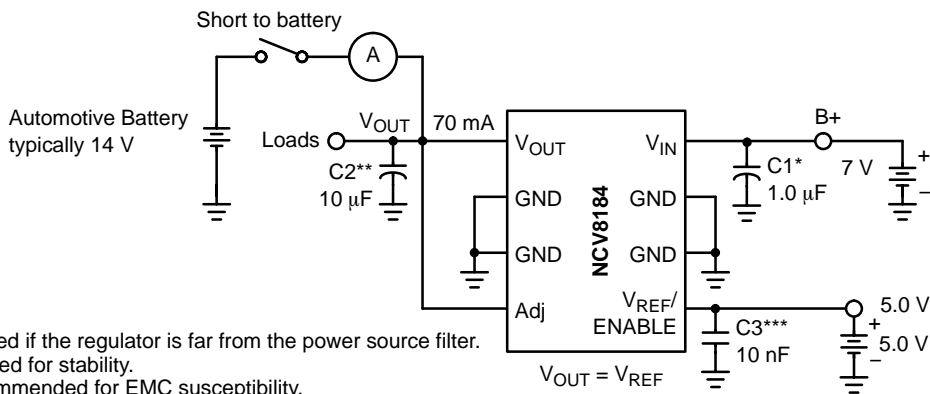 Short to battery
A
Automotive Battery
typically 14 V
Loads
VOUT
70 mA
C2**
10 μF
VOUT
GND
GND
Adj
NCV8184
VIN
GND
GND
VREF/
ENABLE
B+
C1*
1.0 μF
7 V
+
−
C3***
10 nF
5.0 V
+
5.0 V
−
VOUT = VREF
ed if the regulator is far from the power source filter.
ed for stability.
ommended for EMC susceptibility.